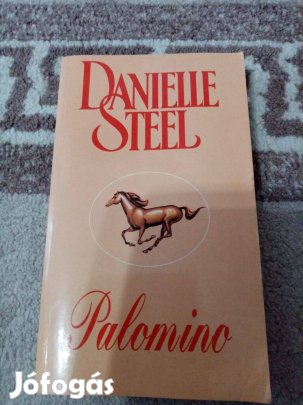 DANIELLE
STEEL
Palomino
Jófogás